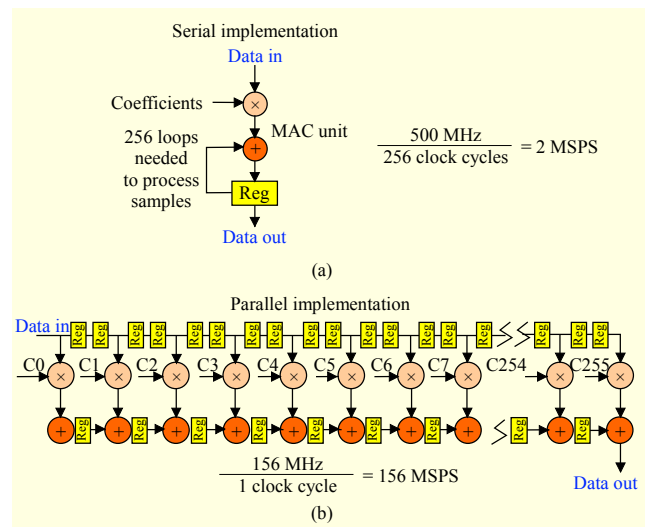 Serial implementation
Data in
Coefficients
×
MAC unit
256 loops
needed
to process
samples
+
Reg
Data out
500 MHz
256 clock cycles
= 2 MSPS
(a)
Parallel implementation
Data in
Reg Reg Reg Reg Reg Reg Reg Reg Reg Reg Reg Reg Reg Reg Reg Reg Reg Reg
C0 × C1 × C2 × C3 × C4 × C5 × C6 × C7 × C254 × C255 ×
+ Reg + Reg + Reg + Reg + Reg + Reg + Reg + Reg + Reg +
156 MHz
1 clock cycle
= 156 MSPS
Data out
(b)